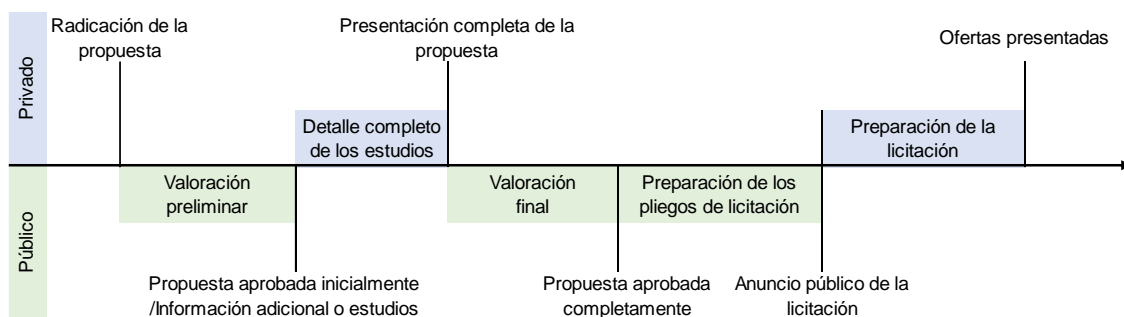 Radicación de la
propuesta
Presentación completa de la
propuesta
Ofertas presentadas
Privado
Detalle completo
de los estudios
Preparación de la
licitación
Público
Valoración
preliminar
Valoración
final
Preparación de los
pliegos de licitación
Propuesta aprobada inicialmente
/Información adicional o estudios
Propuesta aprobada
completamente
Anuncio público de la
licitación